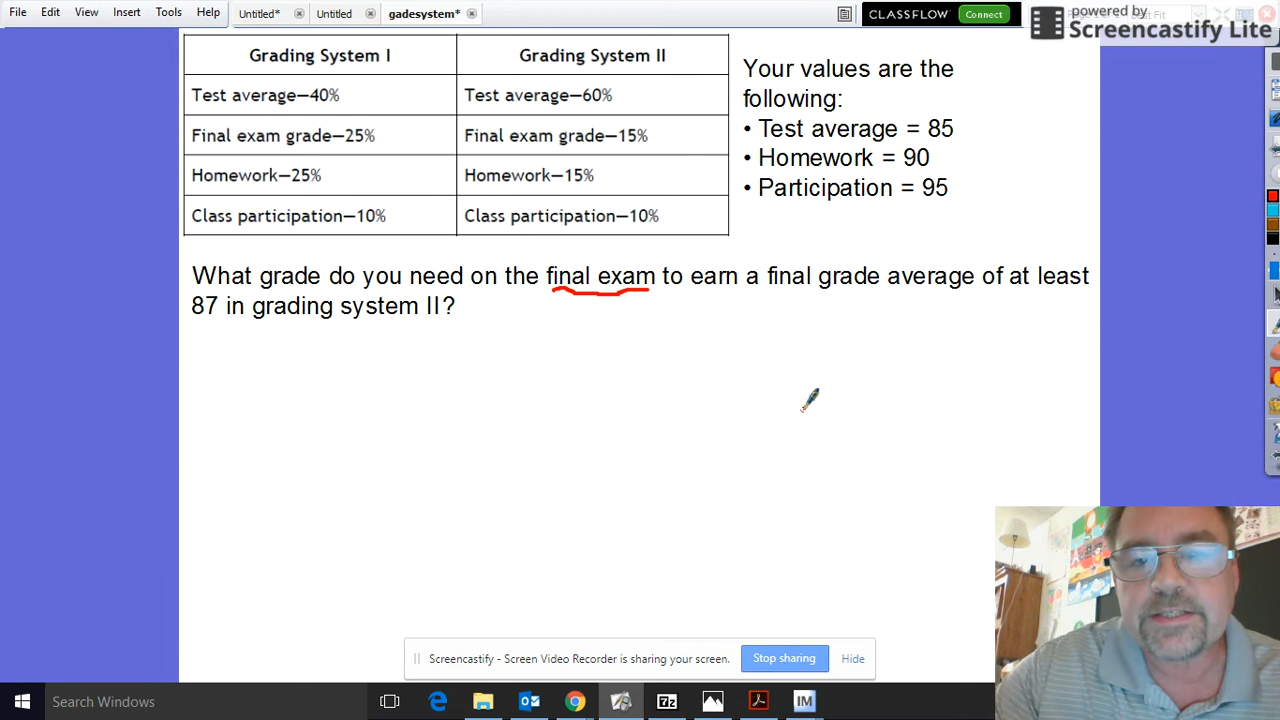 File Edit View Insert Tools Help Untitled* Untitled gadesystem*
CLASSFLOW Connect
powered by
Screencastify Lite
Grading System I Grading System II
Test average—40% Test average—60%
Final exam grade—25% Final exam grade—15%
Homework—25% Homework—15%
Class participation—10% Class participation—10%
Your values are the
following:
• Test average = 85
• Homework = 90
• Participation = 95
What grade do you need on the final exam to earn a final grade average of at least
87 in grading system II?
Screencastify - Screen Video Recorder is sharing your screen. Stop sharing Hide
Search Windows
7z
IM